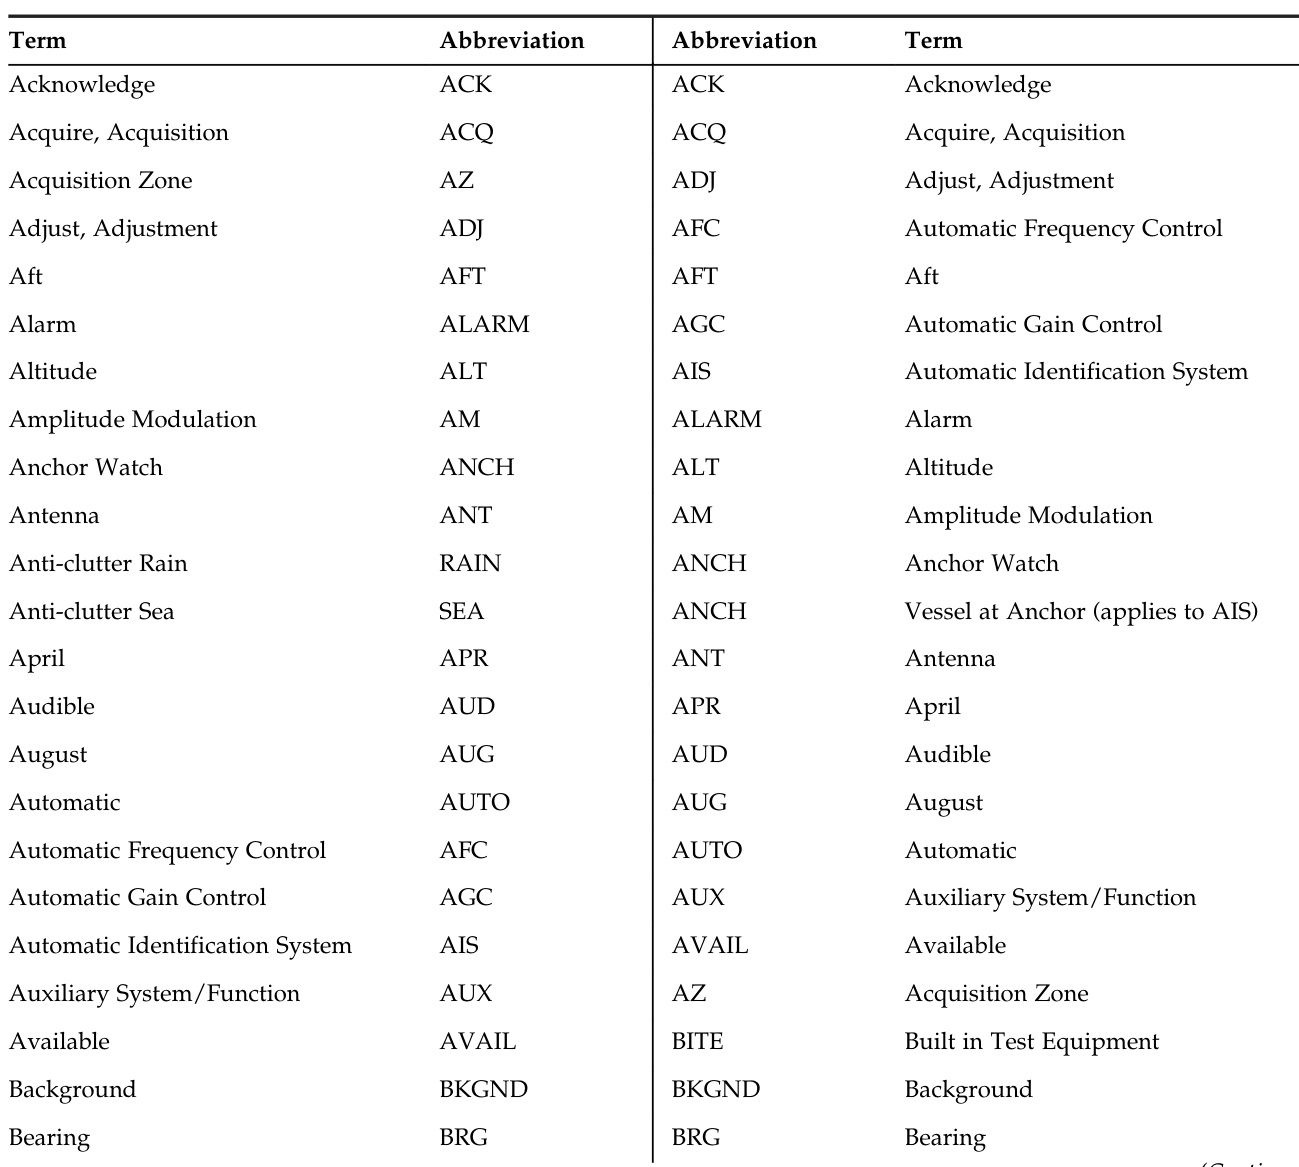 Term Abbreviation Abbreviation Term
Acknowledge ACK ACK Acknowledge
Acquire, Acquisition ACQ ACQ Acquire, Acquisition
Acquisition Zone AZ ADJ Adjust, Adjustment
Adjust, Adjustment ADJ AFC Automatic Frequency Control
Aft AFT AFT Aft
Alarm ALARM AGC Automatic Gain Control
Altitude ALT AIS Automatic Identification System
Amplitude Modulation AM ALARM Alarm
Anchor Watch ANCH ALT Altitude
Antenna ANT AM Amplitude Modulation
Anti-clutter Rain RAIN ANCH Anchor Watch
Anti-clutter Sea SEA ANCH Vessel at Anchor (applies to AIS)
April APR ANT Antenna
Audible AUD APR April
August AUG AUD Audible
Automatic AUTO AUG August
Automatic Frequency Control AFC AUTO Automatic
Automatic Gain Control AGC AUX Auxiliary System/Function
Automatic Identification System AIS AVAIL Available
Auxiliary System/Function AUX AZ Acquisition Zone
Available AVAIL BITE Built in Test Equipment
Background BKGND BKGND Background
Bearing BRG BRG Bearing